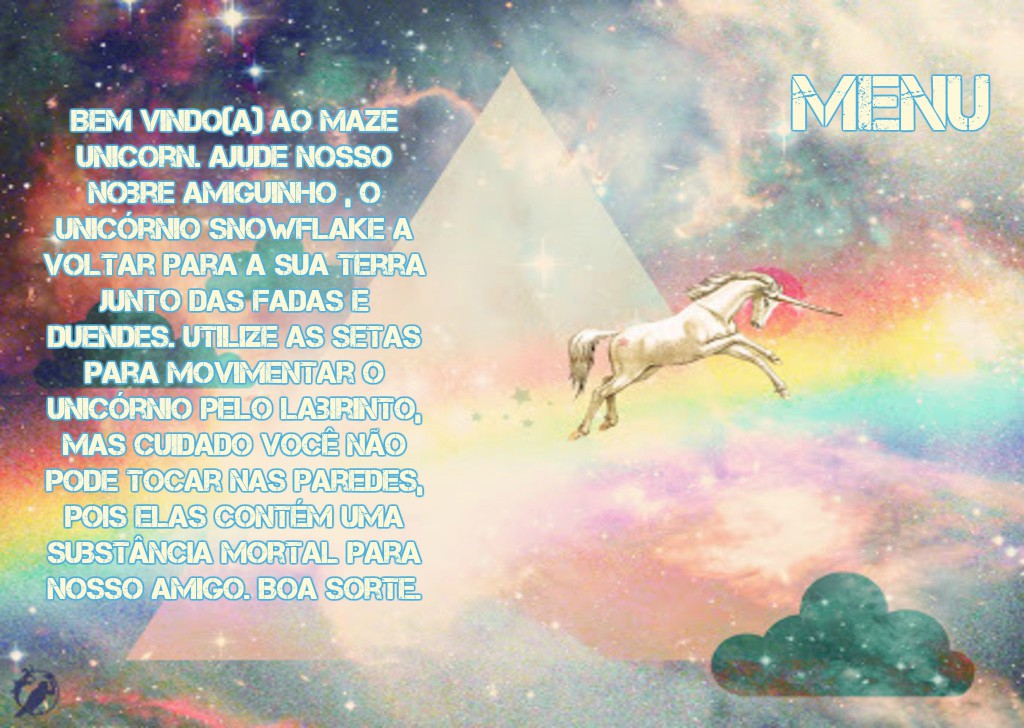 MENU
BEM VINDO(A) AO MAZE
UNICORN. AJUDE NOSSO
NOBRE AMIGUINHO , O
UNICÓRNIO SNOWFLAKE A
VOLTAR PARA A SUA TERRA
JUNTO DAS FADAS E
DUENDES. UTILIZE AS SETAS
PARA MOVIMENTAR O
UNICÓRNIO PELO LABIRINTO,
MAS CUIDADO VOCÊ NÃO
PODE TOCAR NAS PAREDES,
POIS ELAS CONTÉM UMA
SUBSTÂNCIA MORTAL PARA
NOSSO AMIGO. BOA SORTE.